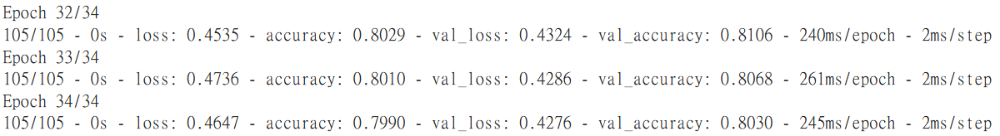 Epoch 32/34
105/105 - 0s - loss: 0.4535 - accuracy: 0.8029 - val_loss: 0.4324 - val_accuracy: 0.8106 - 240ms/epoch - 2ms/step
Epoch 33/34
105/105 - 0s - loss: 0.4736 - accuracy: 0.8010 - val_loss: 0.4286 - val_accuracy: 0.8068 - 261ms/epoch - 2ms/step
Epoch 34/34
105/105 - 0s - loss: 0.4647 - accuracy: 0.7990 - val_loss: 0.4276 - val_accuracy: 0.8030 - 245ms/epoch - 2ms/step